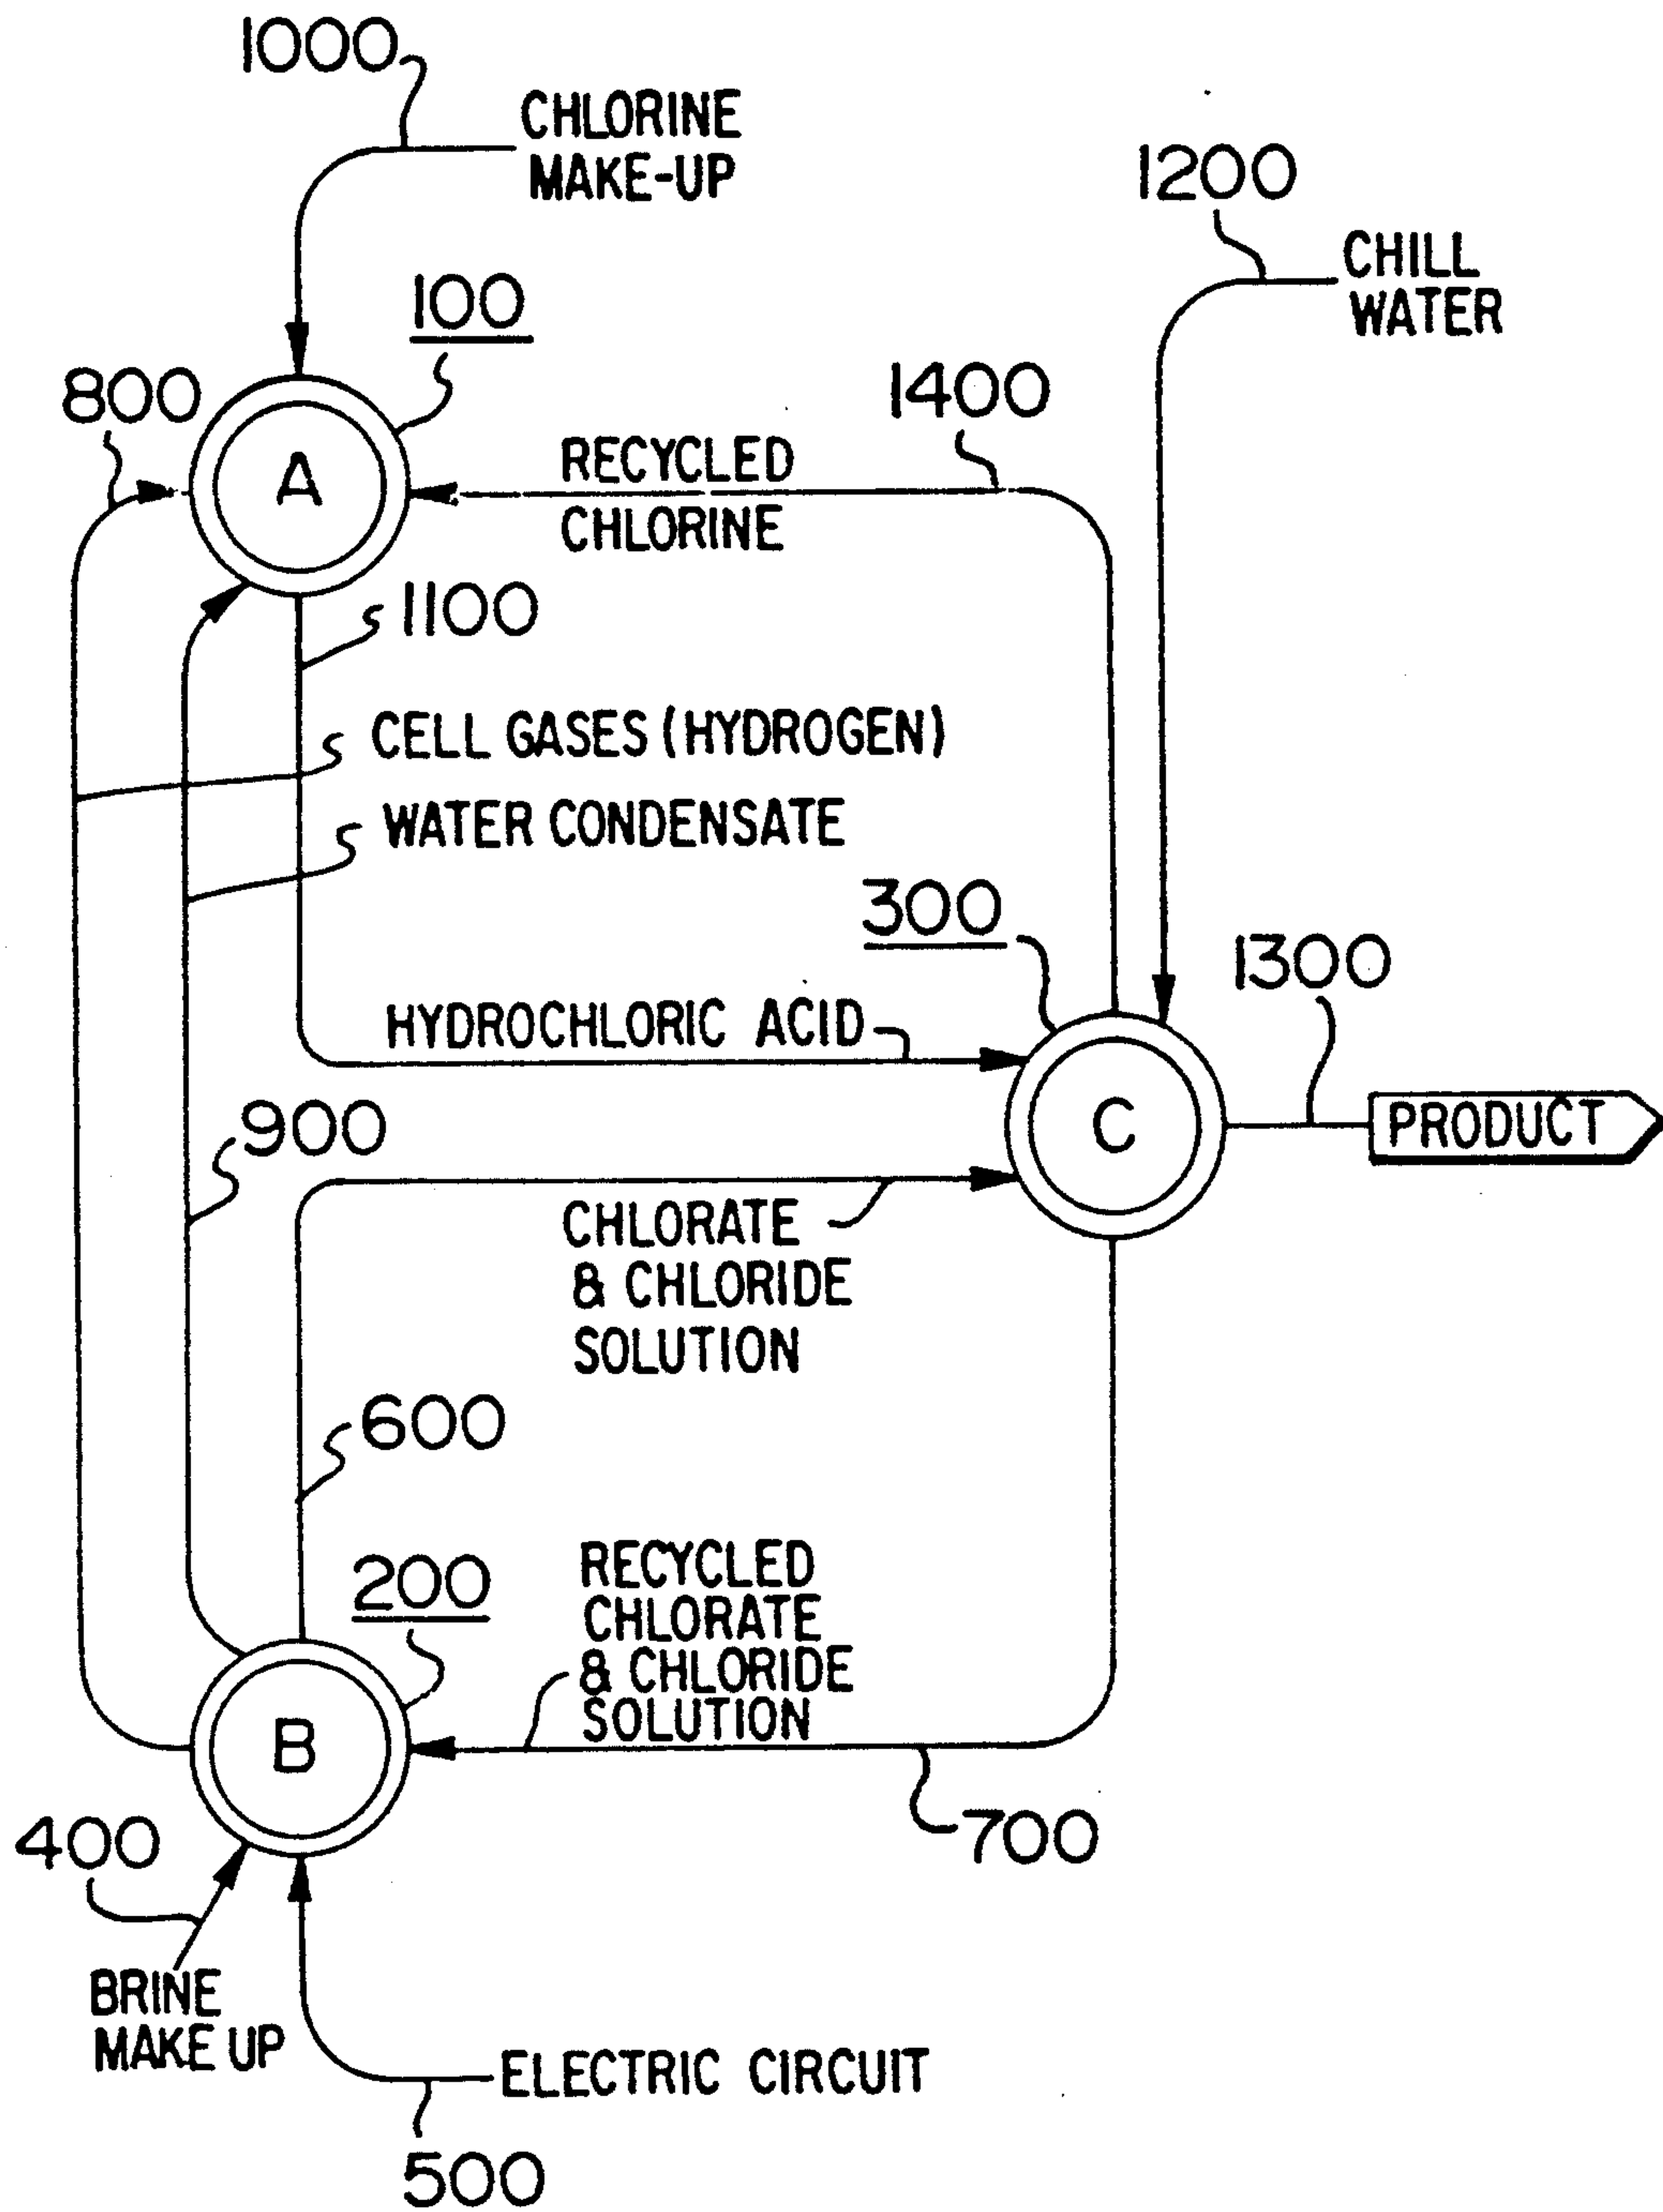 1000
CHLORINE
MAKE-UP
1200
CHILL
WATER
100
800
1400
A
RECYCLED
CHLORINE
1100
CELL GASES (HYDROGEN)
WATER CONDENSATE
300
1300
HYDROCHLORIC ACID
900
C
PRODUCT
CHLORATE
& CHLORIDE
SOLUTION
600
200
RECYCLED
CHLORATE
& CHLORIDE
SOLUTION
B
400
700
BRINE
MAKE UP
ELECTRIC CIRCUIT
500